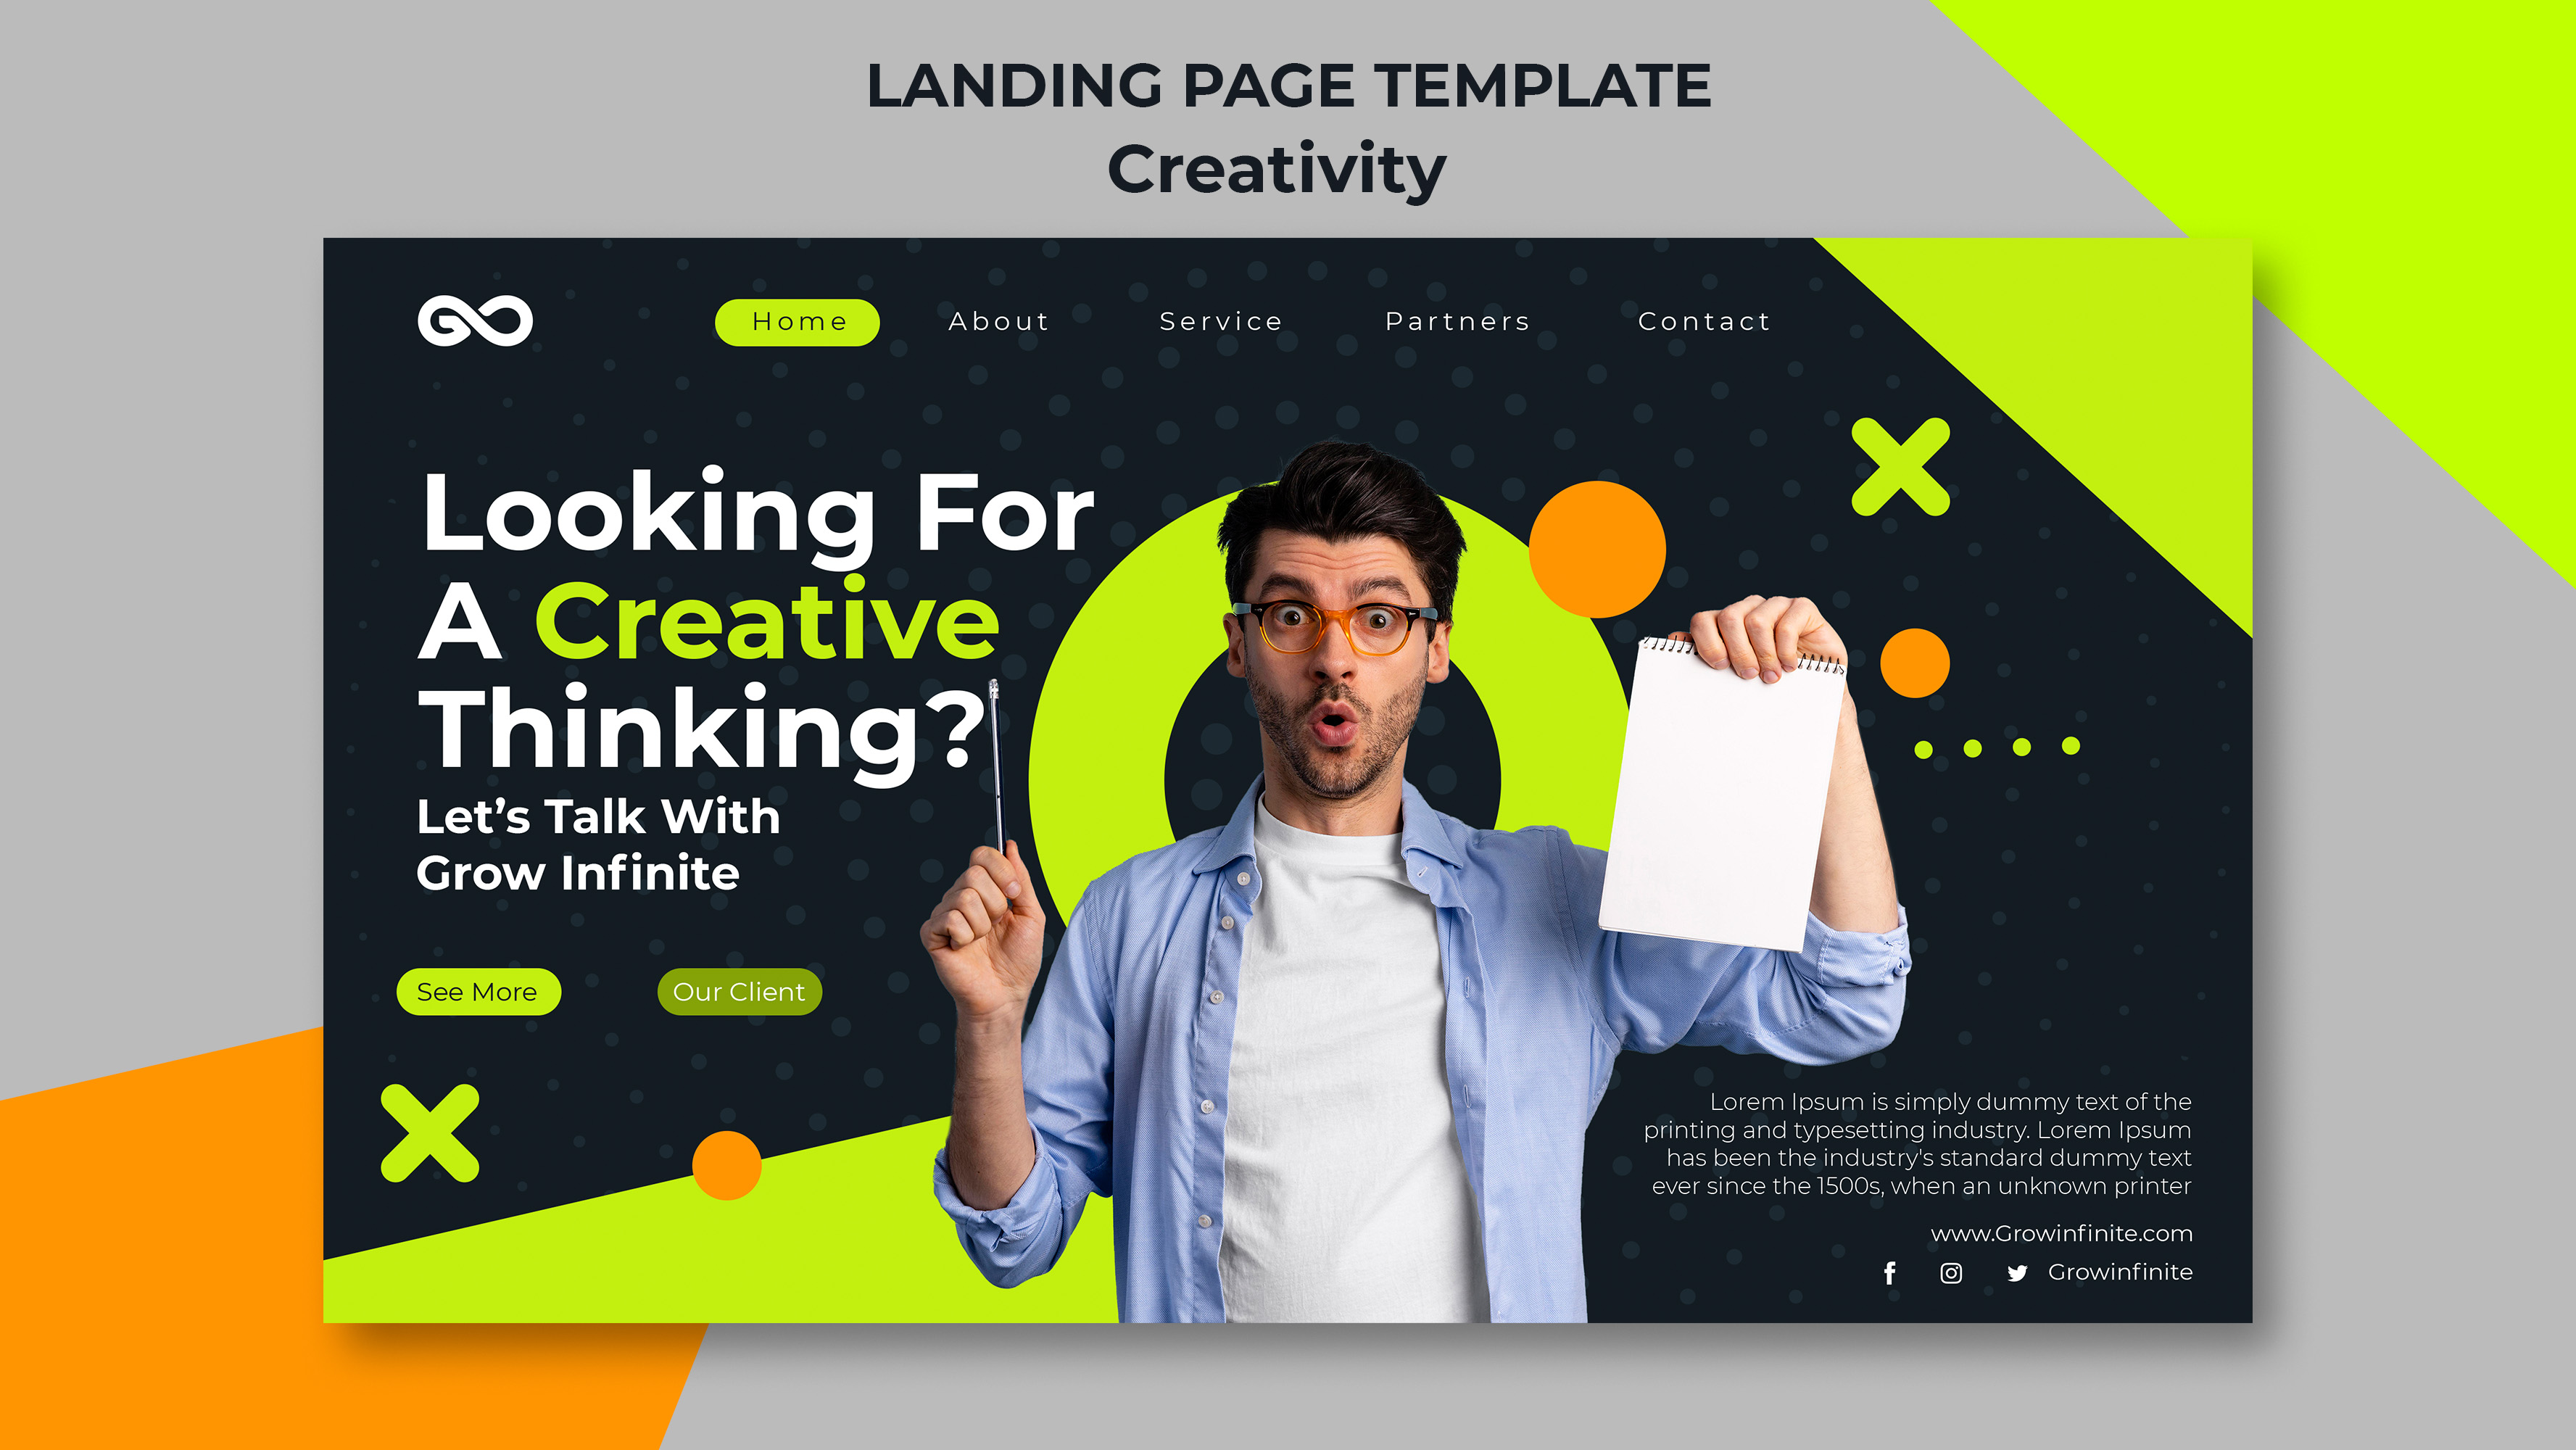 LANDING PAGE TEMPLATE
Creativity
Home About Service Partners Contact
Looking For
A Creative
Thinking?
Let’s Talk With
Grow Infinite
See More Our Client
Lorem Ipsum is simply dummy text of the
printing and typesetting industry. Lorem Ipsum
has been the industry's standard dummy text
ever since the 1500s, when an unknown printer
www.Growinfinite.com
Growinfinite